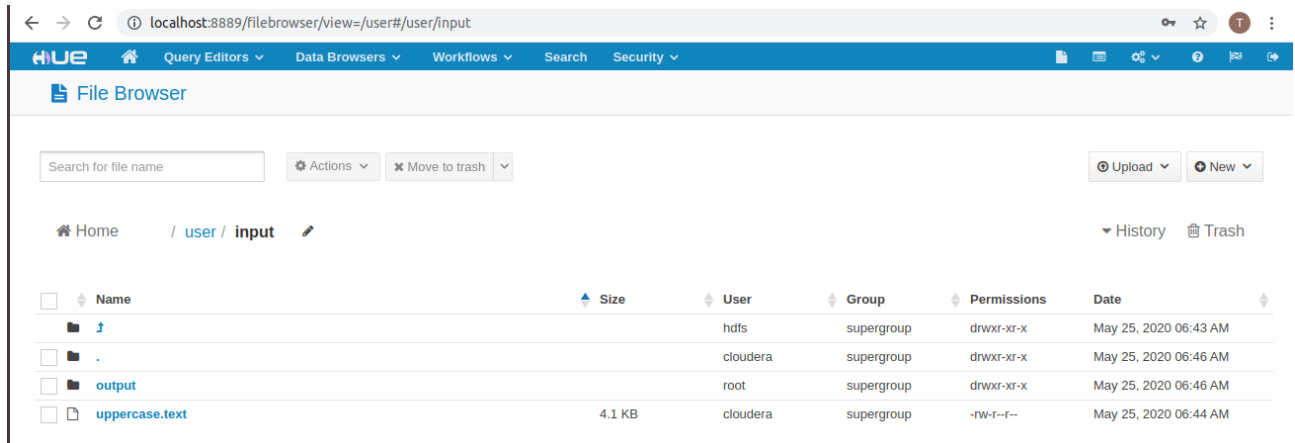 localhost:8889/filebrowser/view=/user#/user/input T
HUE Query Editors Data Browsers Workflows Search Security
File Browser
Search for file name Actions Move to trash Upload New
Home / user / input History Trash
Name Size User Group Permissions Date
hdfs supergroup drwxr-xr-x May 25, 2020 06:43 AM
. cloudera supergroup drwxr-xr-x May 25, 2020 06:46 AM
output root supergroup drwxr-xr-x May 25, 2020 06:46 AM
uppercase.text 4.1 KB cloudera supergroup -rw-r--r-- May 25, 2020 06:44 AM